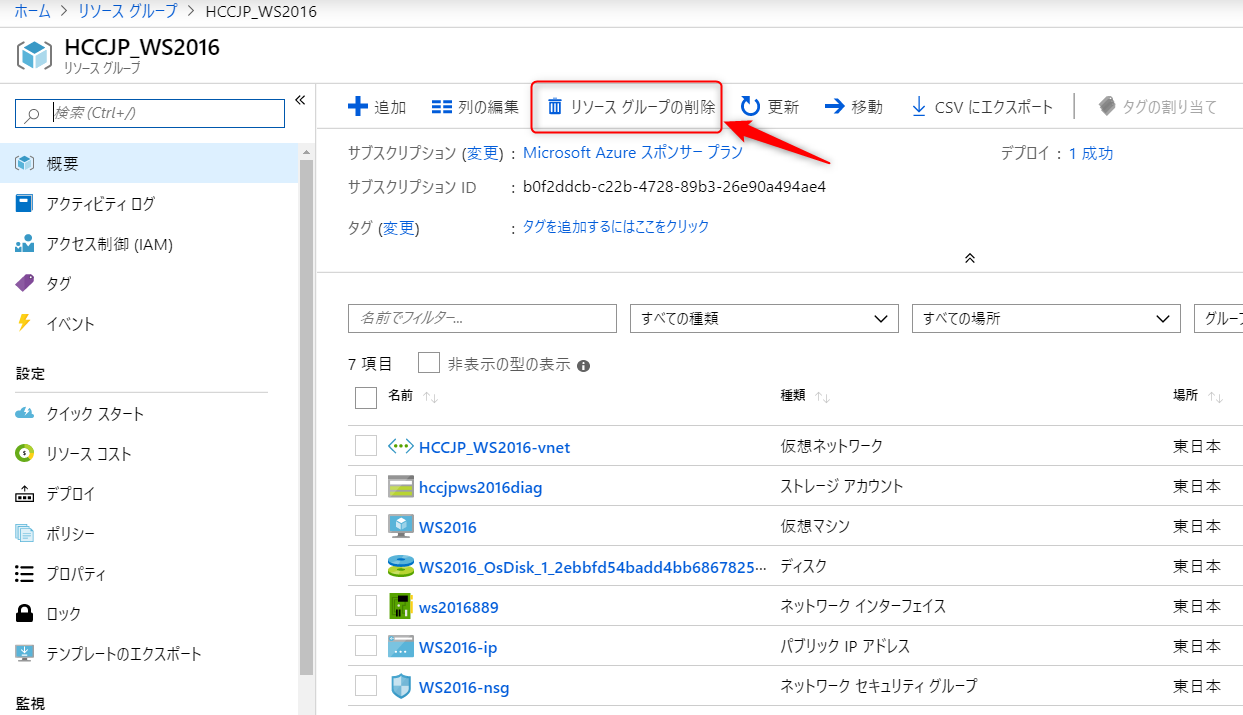 ホーム > リソース グループ > HCCJP_WS2016
HCCJP_WS2016
リソース グループ
検索 (Ctrl+/)
«
概要
アクティビティ ログ
アクセス制御 (IAM)
タグ
イベント
設定
クイック スタート
リソース コスト
デプロイ
ポリシー
プロパティ
ロック
テンプレートのエクスポート
監視
追加 列の編集 リソース グループの削除 更新 移動 CSV にエクスポート タグの割り当て
サブスクリプション (変更) : Microsoft Azure スポンサー プラン デプロイ : 1 成功
サブスクリプション ID : b0f2ddcb-c22b-4728-89b3-26e90a494ae4
タグ (変更) : タグを追加するにはここをクリック
名前でフィルター... すべての種類 すべての場所 グループ
7 項目 非表示の型の表示
名前 ↑↓ 種類 ↑↓ 場所 ↑↓
HCCJP_WS2016-vnet 仮想ネットワーク 東日本
hccjpws2016diag ストレージ アカウント 東日本
WS2016 仮想マシン 東日本
WS2016_OsDisk_1_2ebbfd54badd4bb6867825... ディスク 東日本
ws2016889 ネットワーク インターフェイス 東日本
WS2016-ip パブリック IP アドレス 東日本
WS2016-nsg ネットワーク セキュリティ グループ 東日本